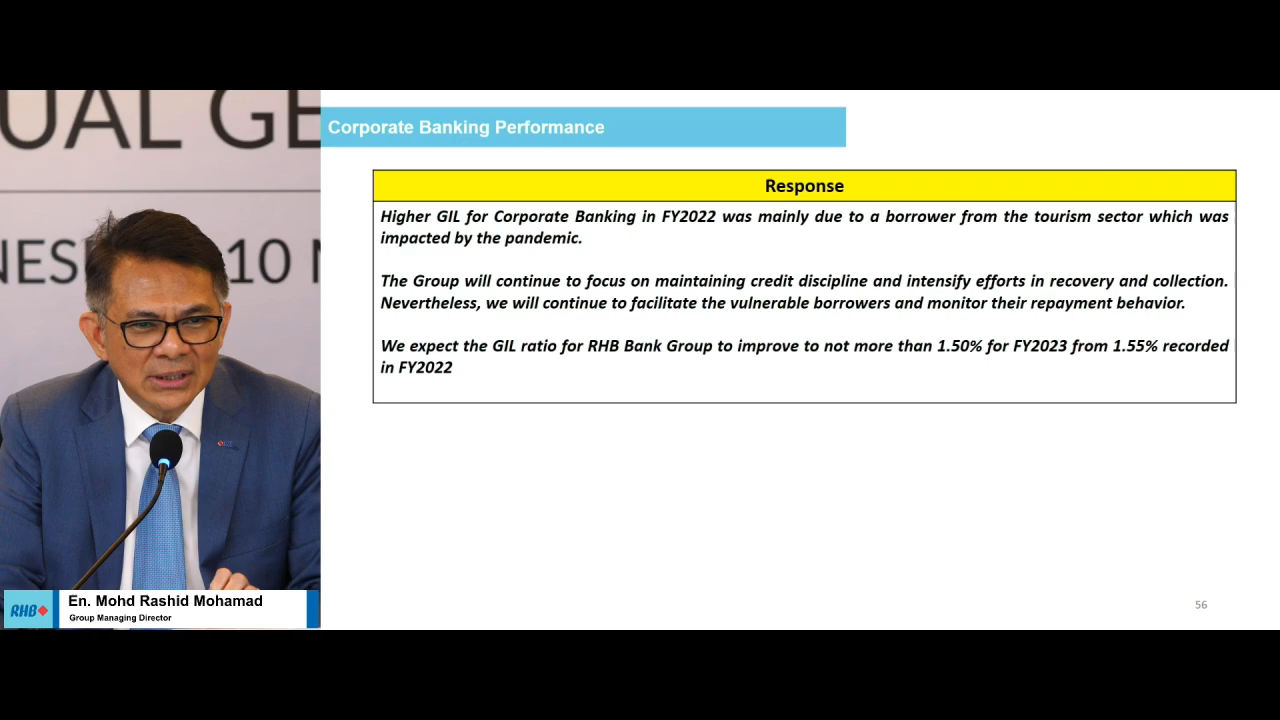 UAL GE
NES
10
Corporate Banking Performance
Response
Higher GIL for Corporate Banking in FY2022 was mainly due to a borrower from the tourism sector which was
impacted by the pandemic.
The Group will continue to focus on maintaining credit discipline and intensify efforts in recovery and collection.
Nevertheless, we will continue to facilitate the vulnerable borrowers and monitor their repayment behavior.
We expect the GIL ratio for RHB Bank Group to improve to not more than 1.50% for FY2023 from 1.55% recorded
in FY2022
RHB
En. Mohd Rashid Mohamad
Group Managing Director
56